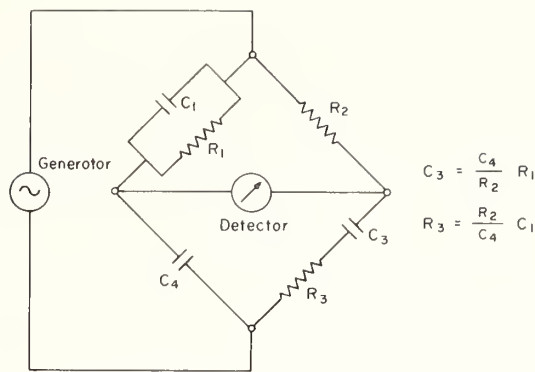 C₁
R₁
R₂
Generotor
Detector
C₃ = C₄/R₂ R₁
R₃ = R₂/C₄ C₁
C₄
C₃
R₃